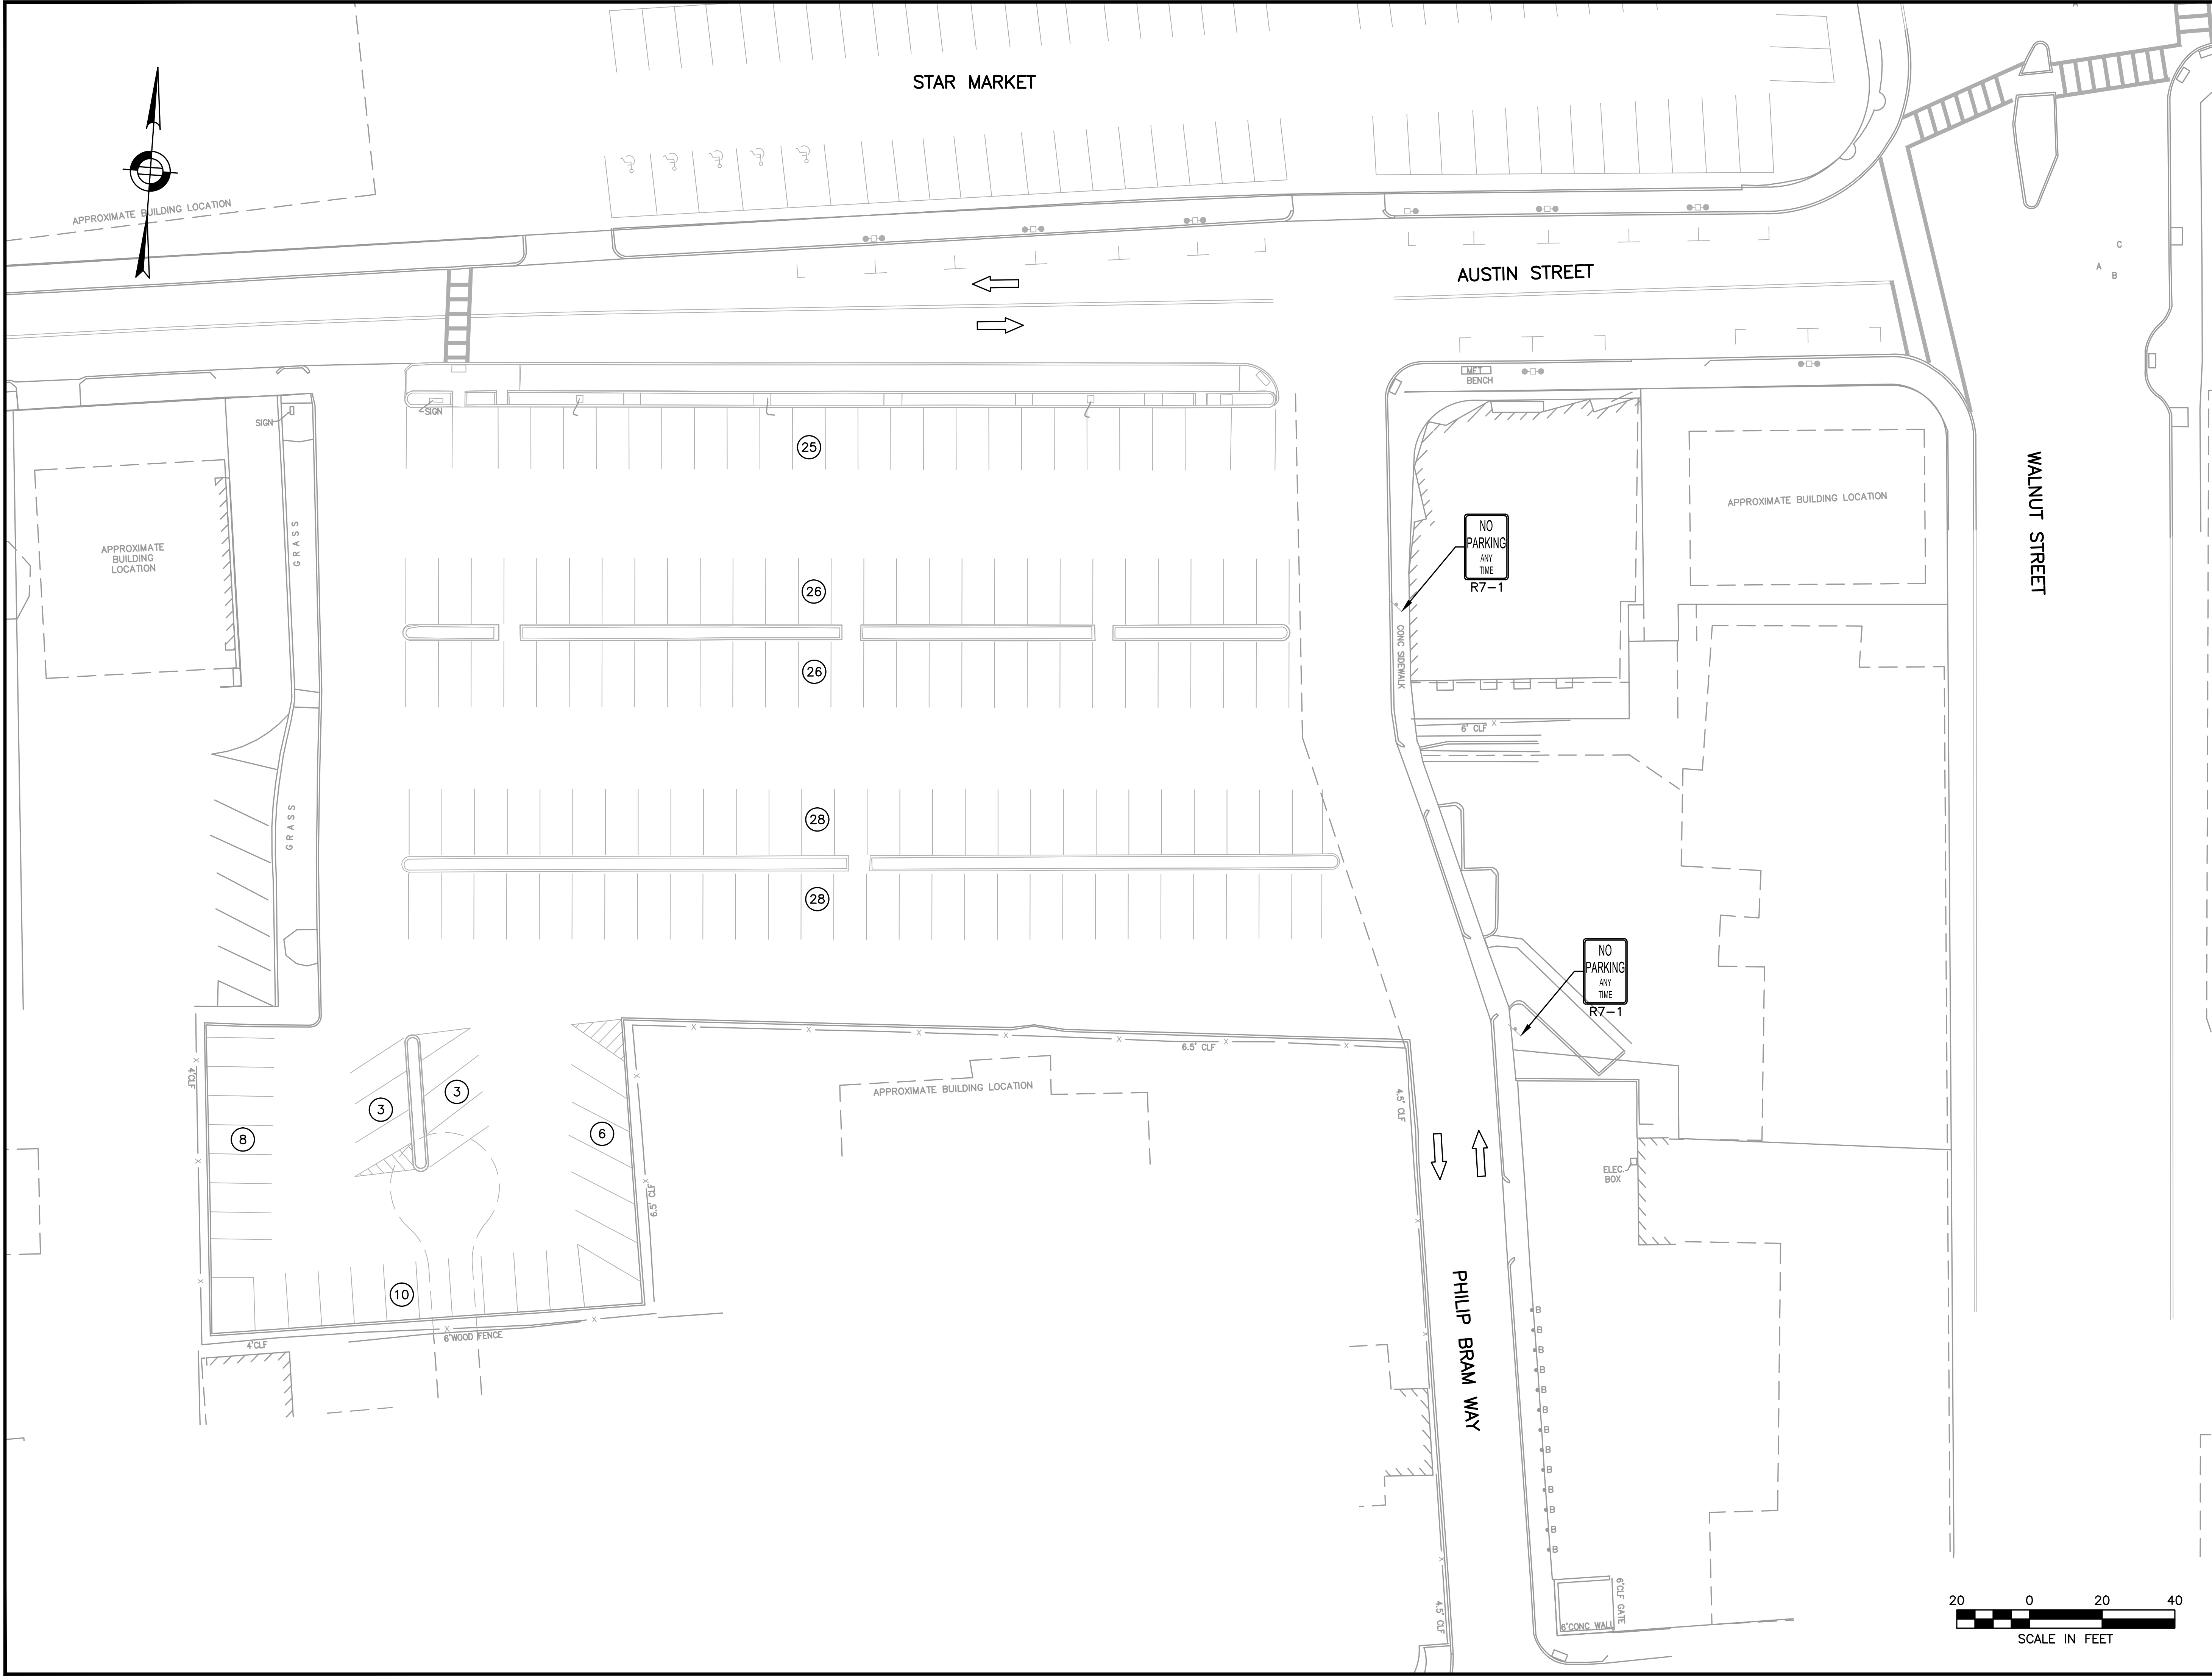 STAR MARKET
APPROXIMATE BUILDING LOCATION
AUSTIN STREET
C
A
B
MET
BENCH
SIGN
SIGN
25
WALNUT STREET
APPROXIMATE BUILDING LOCATION
GRASS
APPROXIMATE
BUILDING
LOCATION
NO
PARKING
ANY
TIME
R7-1
26
CONC SIDEWALK
26
6' CLF
X
28
GRASS
28
NO
PARKING
ANY
TIME
R7-1
X X X X X X X
6.5' CLF
X
4'CLF
X
APPROXIMATE BUILDING LOCATION
3
3
4.5' CLF
8
6
X
ELEC.
BOX
X
6.5' CLF
X
X
10
PHILIP BRAM WAY
X
X
6'WOOD FENCE
4'CLF
X
B
B
B
B
B
B
B
B
B
B
B
B
B
X
4.5' CLF
6'CLF GATE
6'CONC WALL
20 0 20 40
SCALE IN FEET